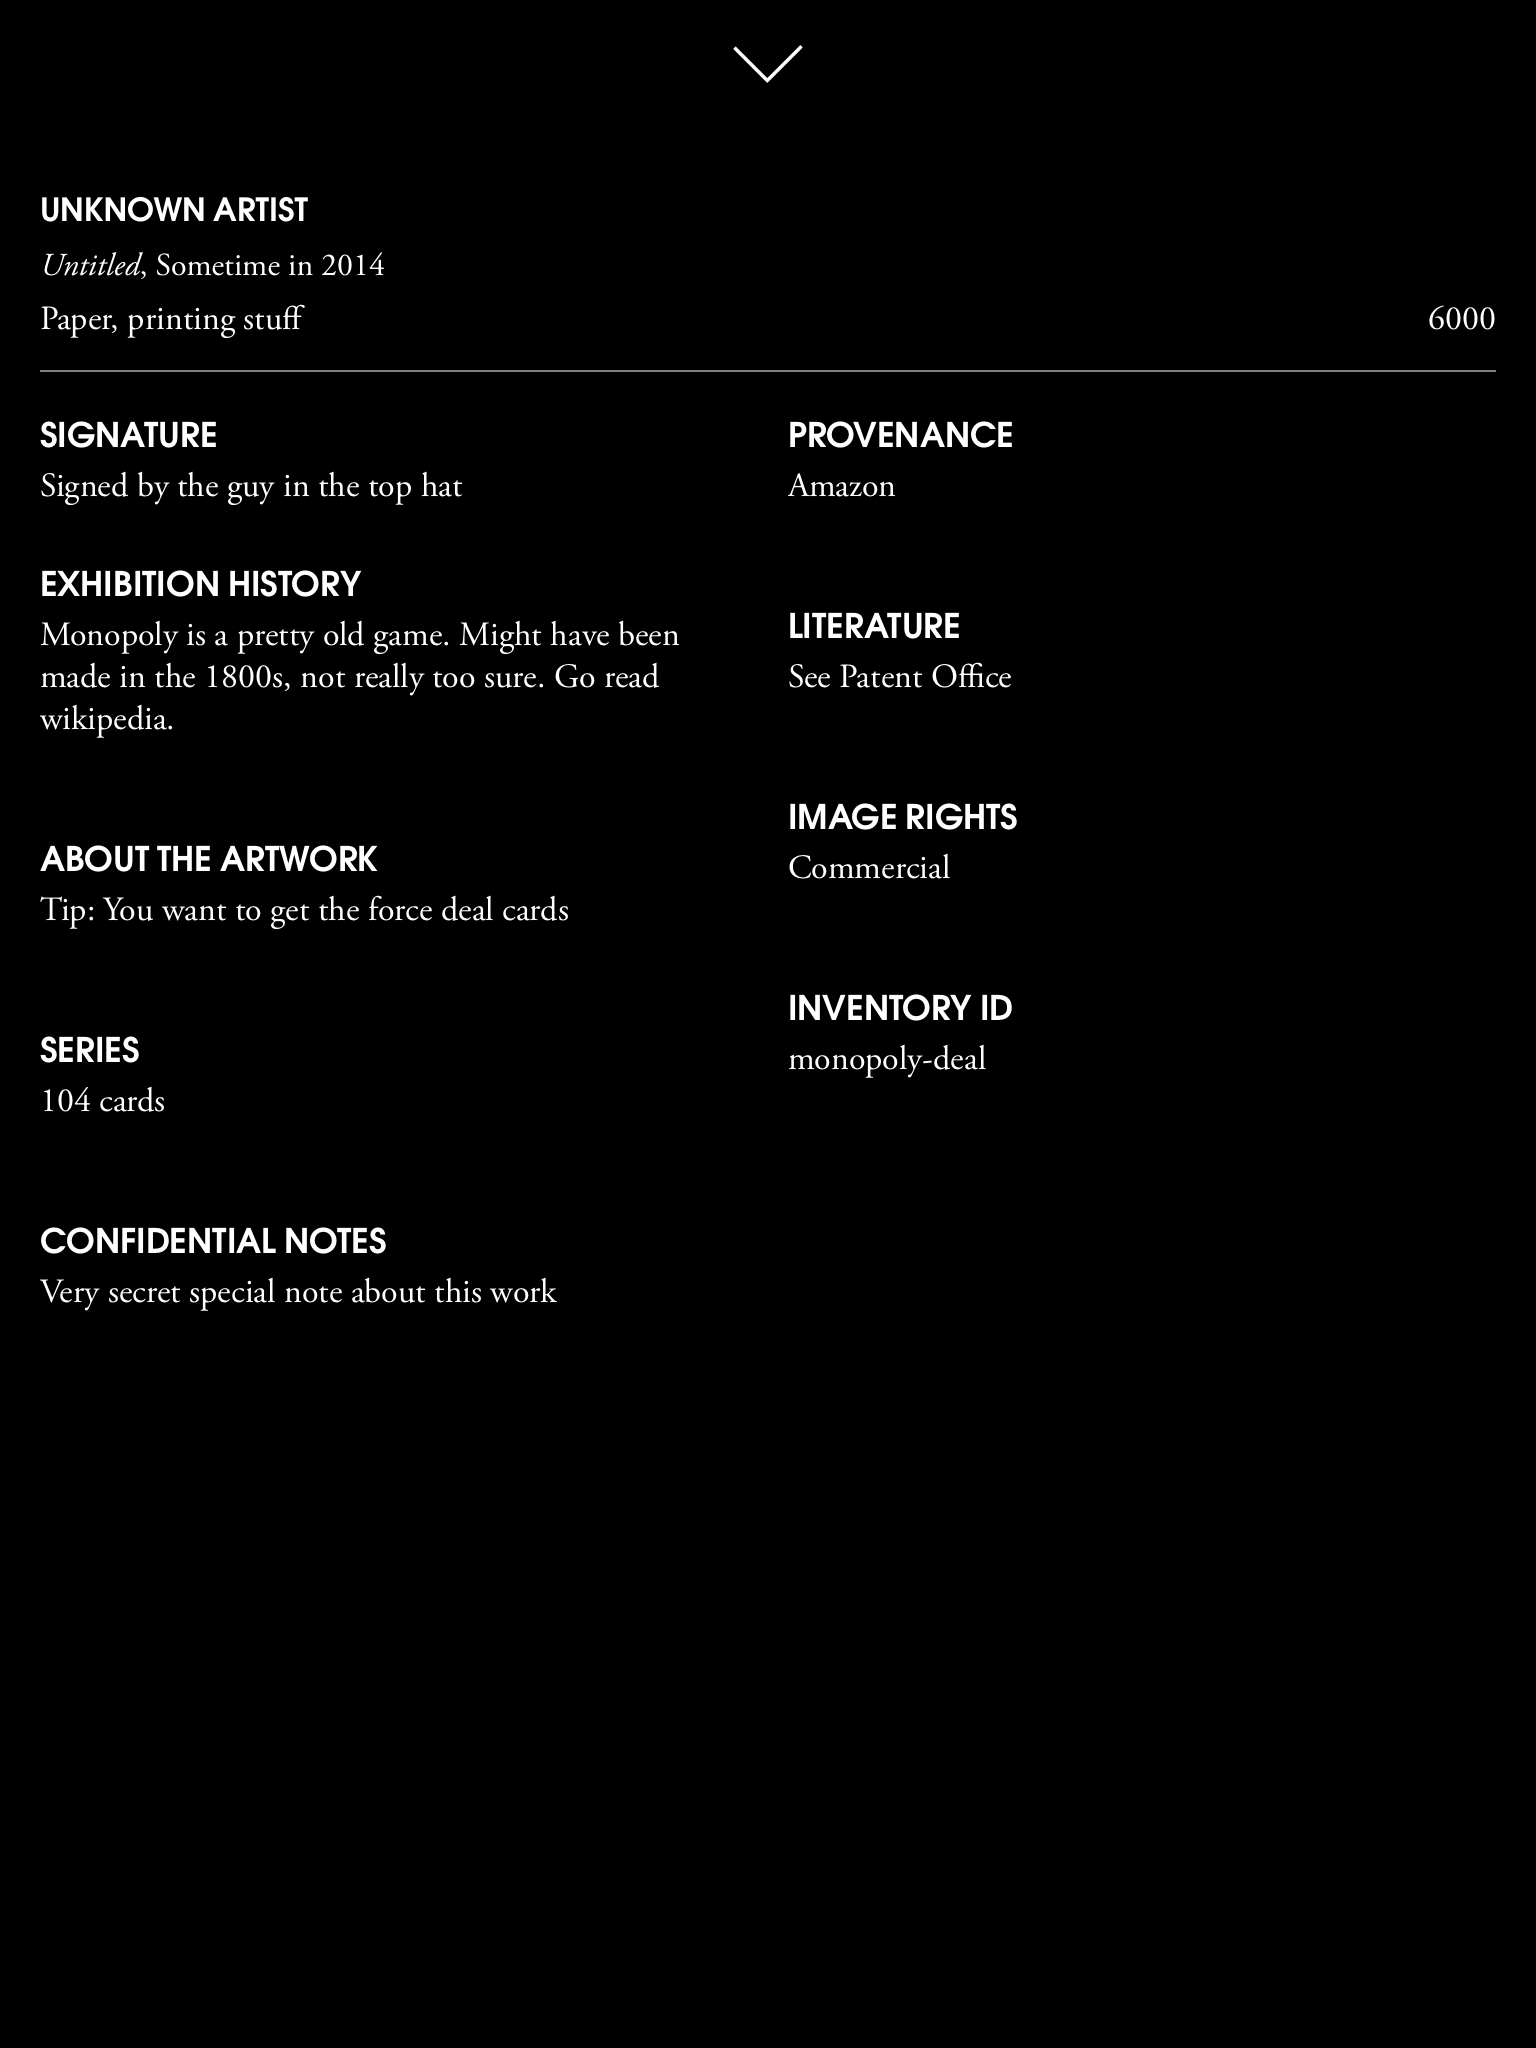 UNKNOWN ARTIST
Untitled, Sometime in 2014
Paper, printing stuff
6000
SIGNATURE
Signed by the guy in the top hat
EXHIBITION HISTORY
Monopoly is a pretty old game. Might have been
made in the 1800s, not really too sure. Go read
wikipedia.
ABOUT THE ARTWORK
Tip: You want to get the force deal cards
SERIES
104 cards
CONFIDENTIAL NOTES
Very secret special note about this work
PROVENANCE
Amazon
LITERATURE
See Patent Office
IMAGE RIGHTS
Commercial
INVENTORY ID
monopoly-deal